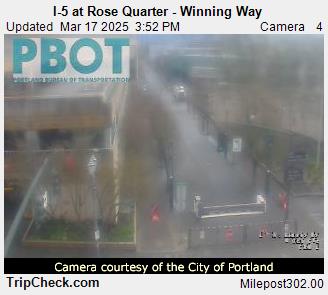 I-5 at Rose Quarter - Winning Way
Updated Mar 17 2025 3:52 PM Camera 4
PBOT
PORTLAND BUREAU OF TRANSPORTATION
Camera courtesy of the City of Portland
TripCheck.com Milepost302.00